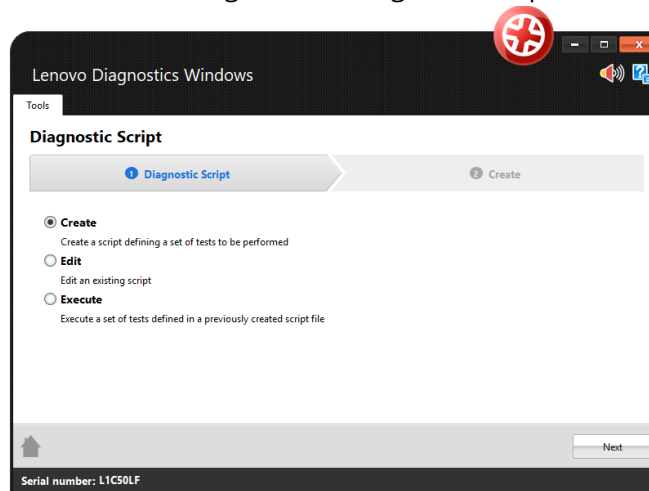 Lenovo Diagnostics Windows
Tools
Diagnostic Script
1 Diagnostic Script
2 Create
Create
Create a script defining a set of tests to be performed
Edit
Edit an existing script
Execute
Execute a set of tests defined in a previously created script file
Next
Serial number: L1C50LF